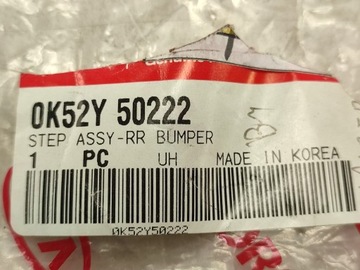 0K52Y 50222
STEP ASSY-RR BUMPER
1 PC UH MADE IN KOREA
0K52Y50222